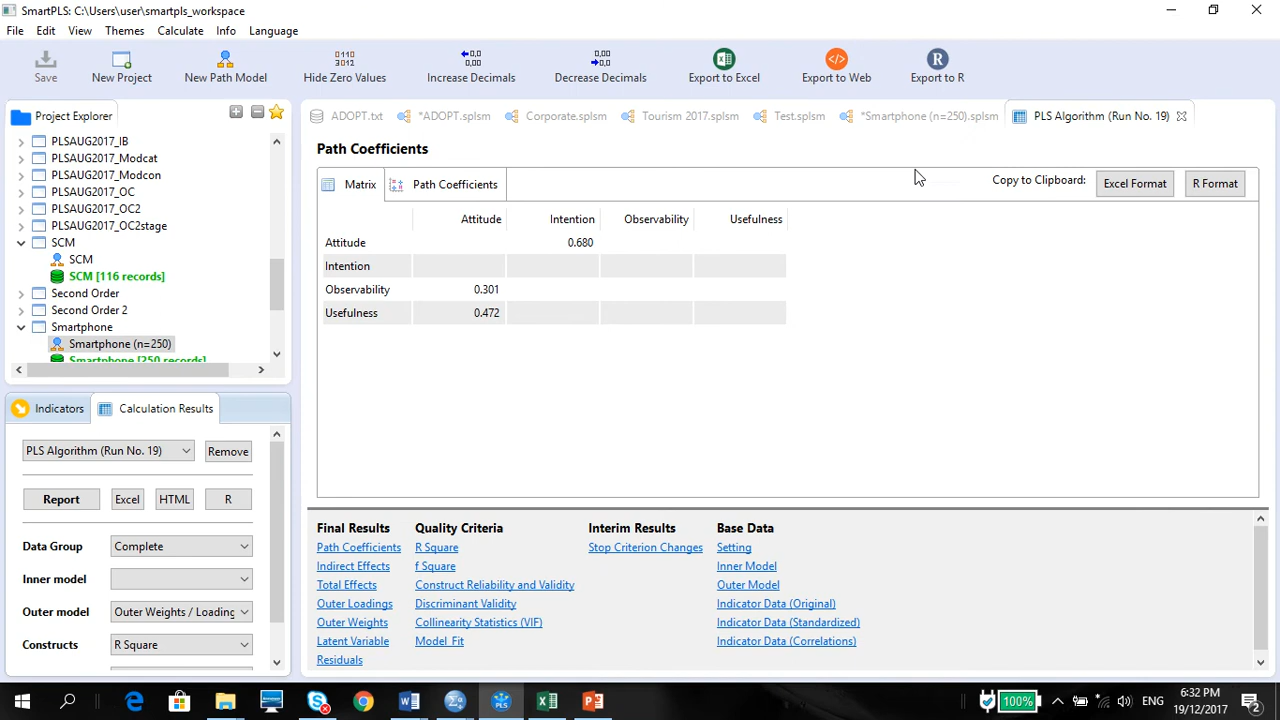 SmartPLS: C:\Users\user\smartpls_workspace
File Edit View Themes Calculate Info Language
Save New Project New Path Model Hide Zero Values Increase Decimals Decrease Decimals Export to Excel Export to Web Export to R
Project Explorer
PLSAUG2017_IB
PLSAUG2017_Modcat
PLSAUG2017_Modcon
PLSAUG2017_OC
PLSAUG2017_OC2
PLSAUG2017_OC2stage
SCM
SCM
SCM [116 records]
Second Order
Second Order 2
Smartphone
Smartphone (n=250)
Smartphone [250 records]
Indicators Calculation Results
PLS Algorithm (Run No. 19) Remove
Report Excel HTML R
Data Group Complete
Inner model
Outer model Outer Weights / Loading
Constructs R Square
ADOPT.txt *ADOPT.splsm Corporate.splsm Tourism 2017.splsm Test.splsm *Smartphone (n=250).splsm PLS Algorithm (Run No. 19)
Path Coefficients
Matrix Path Coefficients Copy to Clipboard: Excel Format R Format
Attitude Intention Observability Usefulness
Attitude 0.680
Intention
Observability 0.301
Usefulness 0.472
Final Results Quality Criteria Interim Results Base Data
Path Coefficients R Square Stop Criterion Changes Setting
Indirect Effects f Square Inner Model
Total Effects Construct Reliability and Validity Outer Model
Outer Loadings Discriminant Validity Indicator Data (Original)
Outer Weights Collinearity Statistics (VIF) Indicator Data (Standardized)
Latent Variable Model_Fit Indicator Data (Correlations)
Residuals
100% ENG 6:32 PM
19/12/2017